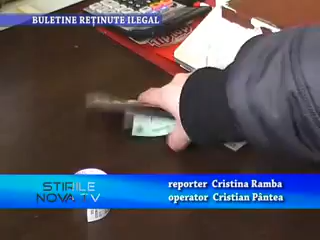 BULETINE REȚINUTE ILEGAL
reporter Cristina Ramba
operator Cristian Pântea
STIRILE
NOVA TV